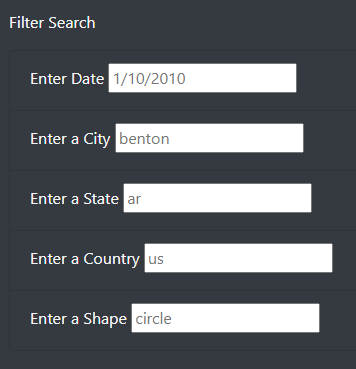 Filter Search
Enter Date 1/10/2010
Enter a City benton
Enter a State ar
Enter a Country us
Enter a Shape circle